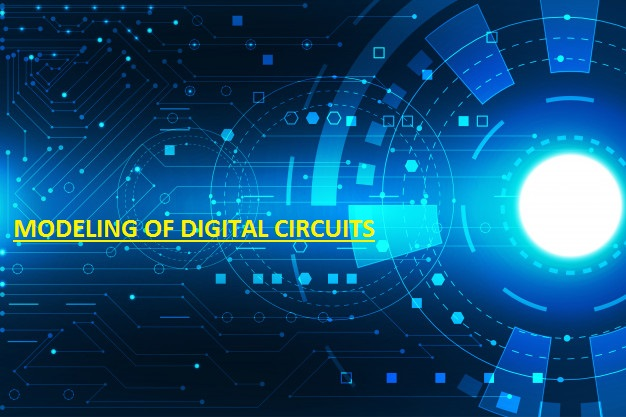 MODELING OF DIGITAL CIRCUITS